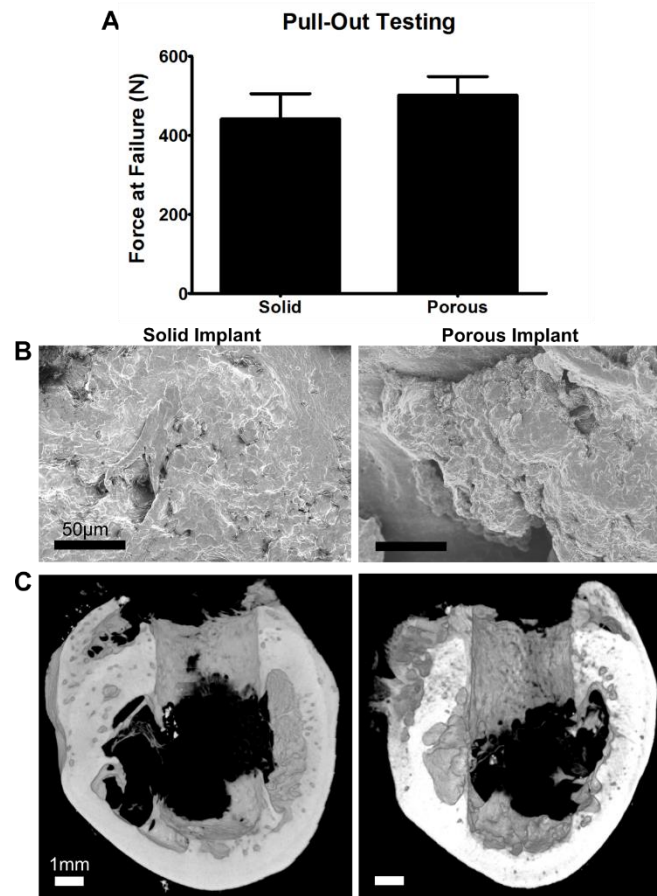 A
Pull-Out Testing
Force at Failure (N)
600
400
200
0
Solid
Porous
Solid Implant
Porous Implant
B
50μm
C
1mm